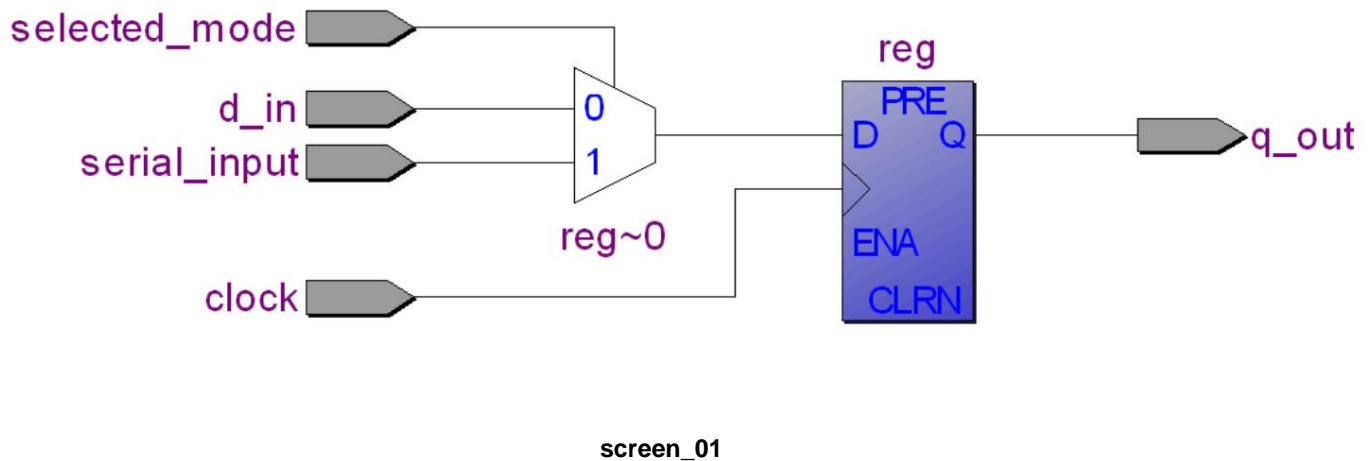 selected_mode
reg
d_in
0
PRE
D
Q
q_out
serial_input
1
reg~0
ENA
clock
CLRN
screen_01